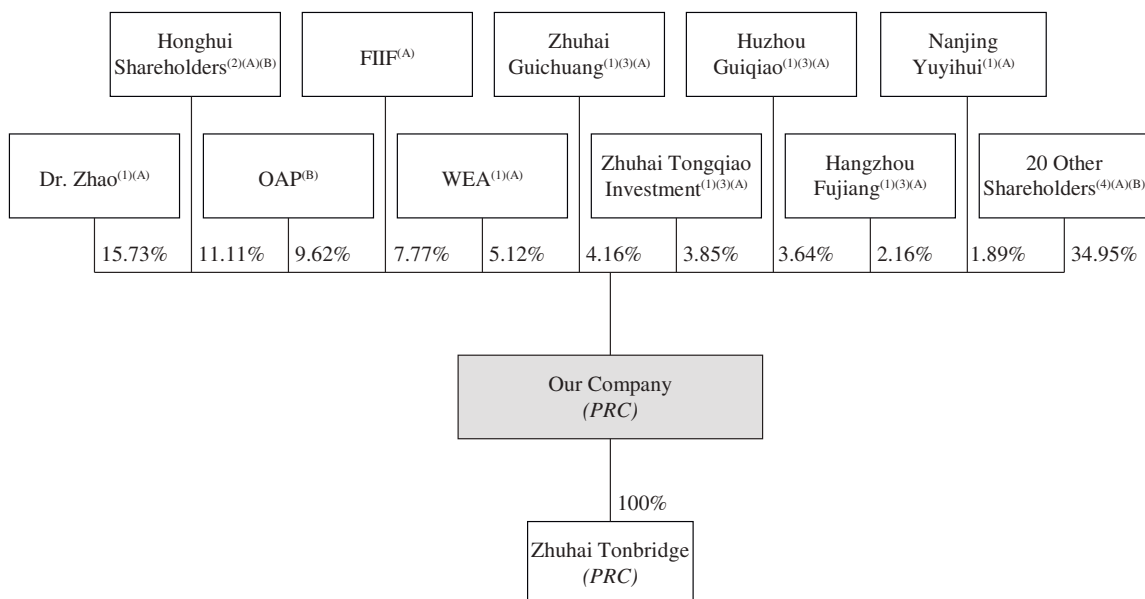 Honghui
Shareholders(2)(A)(B)
FIIF(A)
Zhuhai
Guichuang(1)(3)(A)
Huzhou
Guiqiao(1)(3)(A)
Nanjing
Yuyihui(1)(A)
Dr. Zhao(1)(A)
OAP(B)
WEA(1)(A)
Zhuhai Tongqiao
Investment(1)(3)(A)
Hangzhou
Fujiang(1)(3)(A)
20 Other
Shareholders(4)(A)(B)
15.73%
11.11%
9.62%
7.77%
5.12%
4.16%
3.85%
3.64%
2.16%
1.89%
34.95%
Our Company
(PRC)
100%
Zhuhai Tonbridge
(PRC)